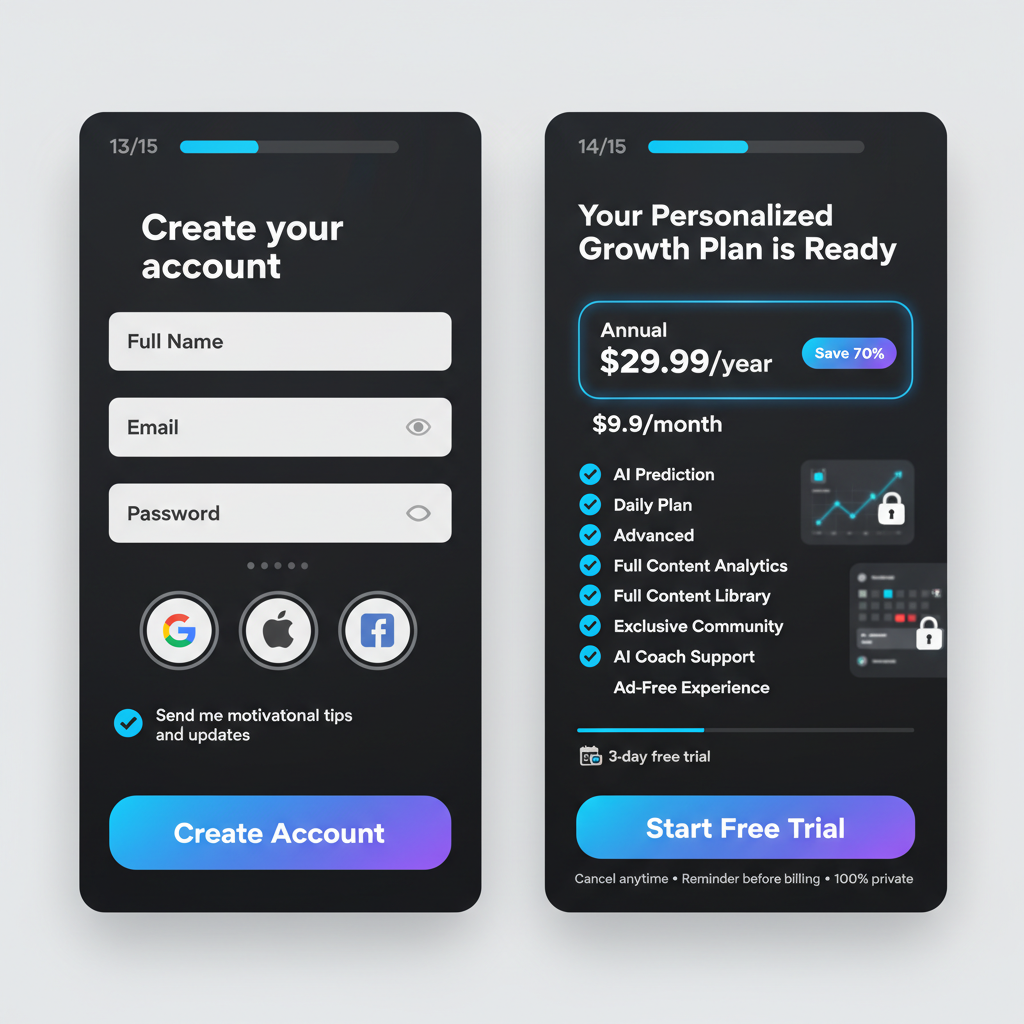 13/15
Create your
account
Full Name
Email
Password
Send me motivational tips
and updates
Create Account
14/15
Your Personalized
Growth Plan is Ready
Annual
$29.99/year
Save 70%
$9.9/month
AI Prediction
Daily Plan
Advanced
Full Content Analytics
Full Content Library
Exclusive Community
AI Coach Support
Ad-Free Experience
3-day free trial
Start Free Trial
Cancel anytime • Reminder before billing • 100% private